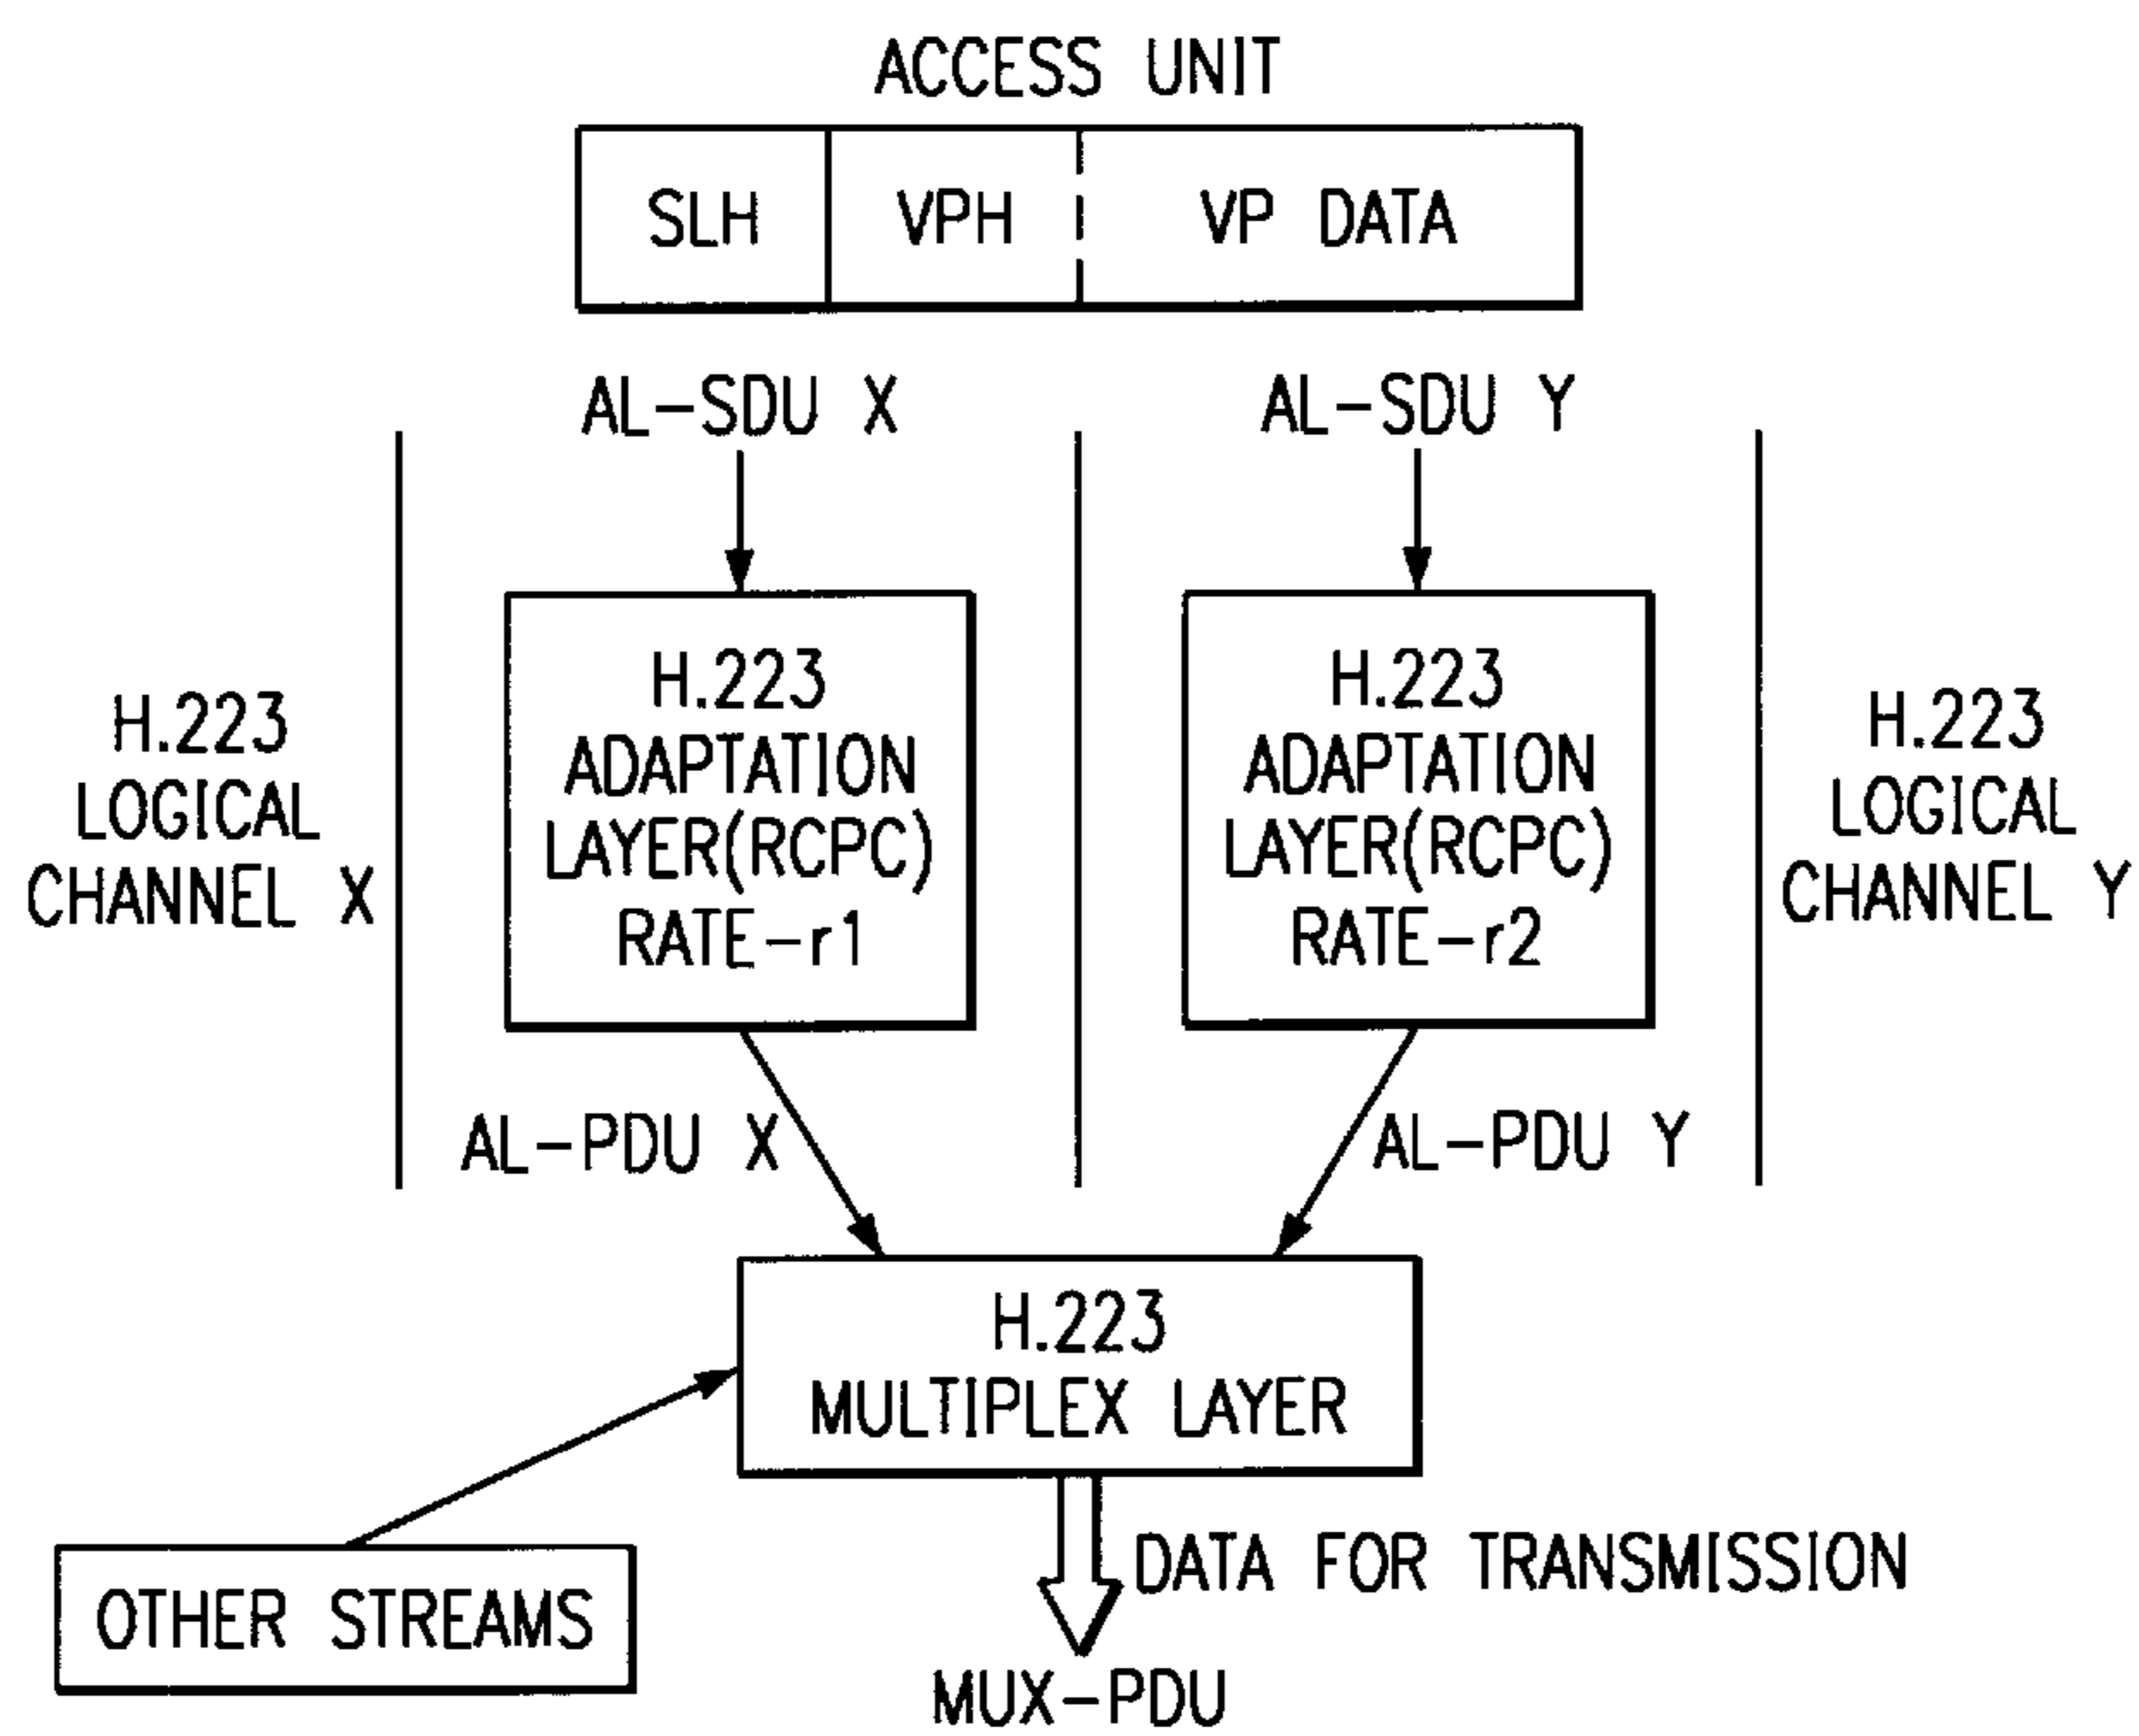 ACCESS UNIT
SLH VPH VP DATA
AL-SDU X AL-SDU Y
H.223
LOGICAL
CHANNEL X
H.223
ADAPTATION
LAYER(RCPC)
RATE-r1
H.223
ADAPTATION
LAYER(RCPC)
RATE-r2
H.223
LOGICAL
CHANNEL Y
AL-PDU X AL-PDU Y
H.223
MULTIPLEX LAYER
OTHER STREAMS
DATA FOR TRANSMISSION
MUX-PDU